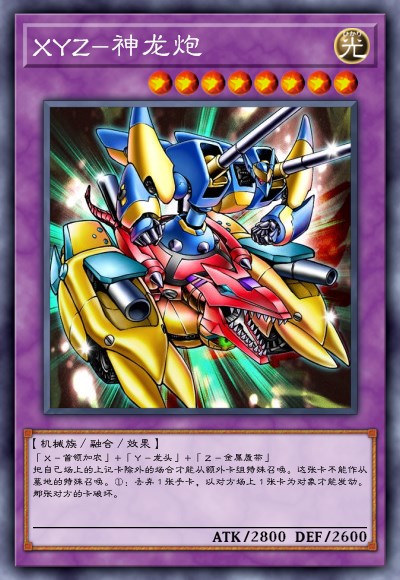 XYZ-神龙炮
光
ひかり
【机械族／融合／效果】
「X-首领加农」+「Y-龙头」+「Z-金属履带」
把自己场上的上记卡除外的场合才能从额外卡组特殊召唤。这张卡不能作从
墓地的特殊召唤。①：丢弃1张手卡，以对方场上1张卡为对象才能发动。
那张对方的卡破坏。
ATK/2800 DEF/2600